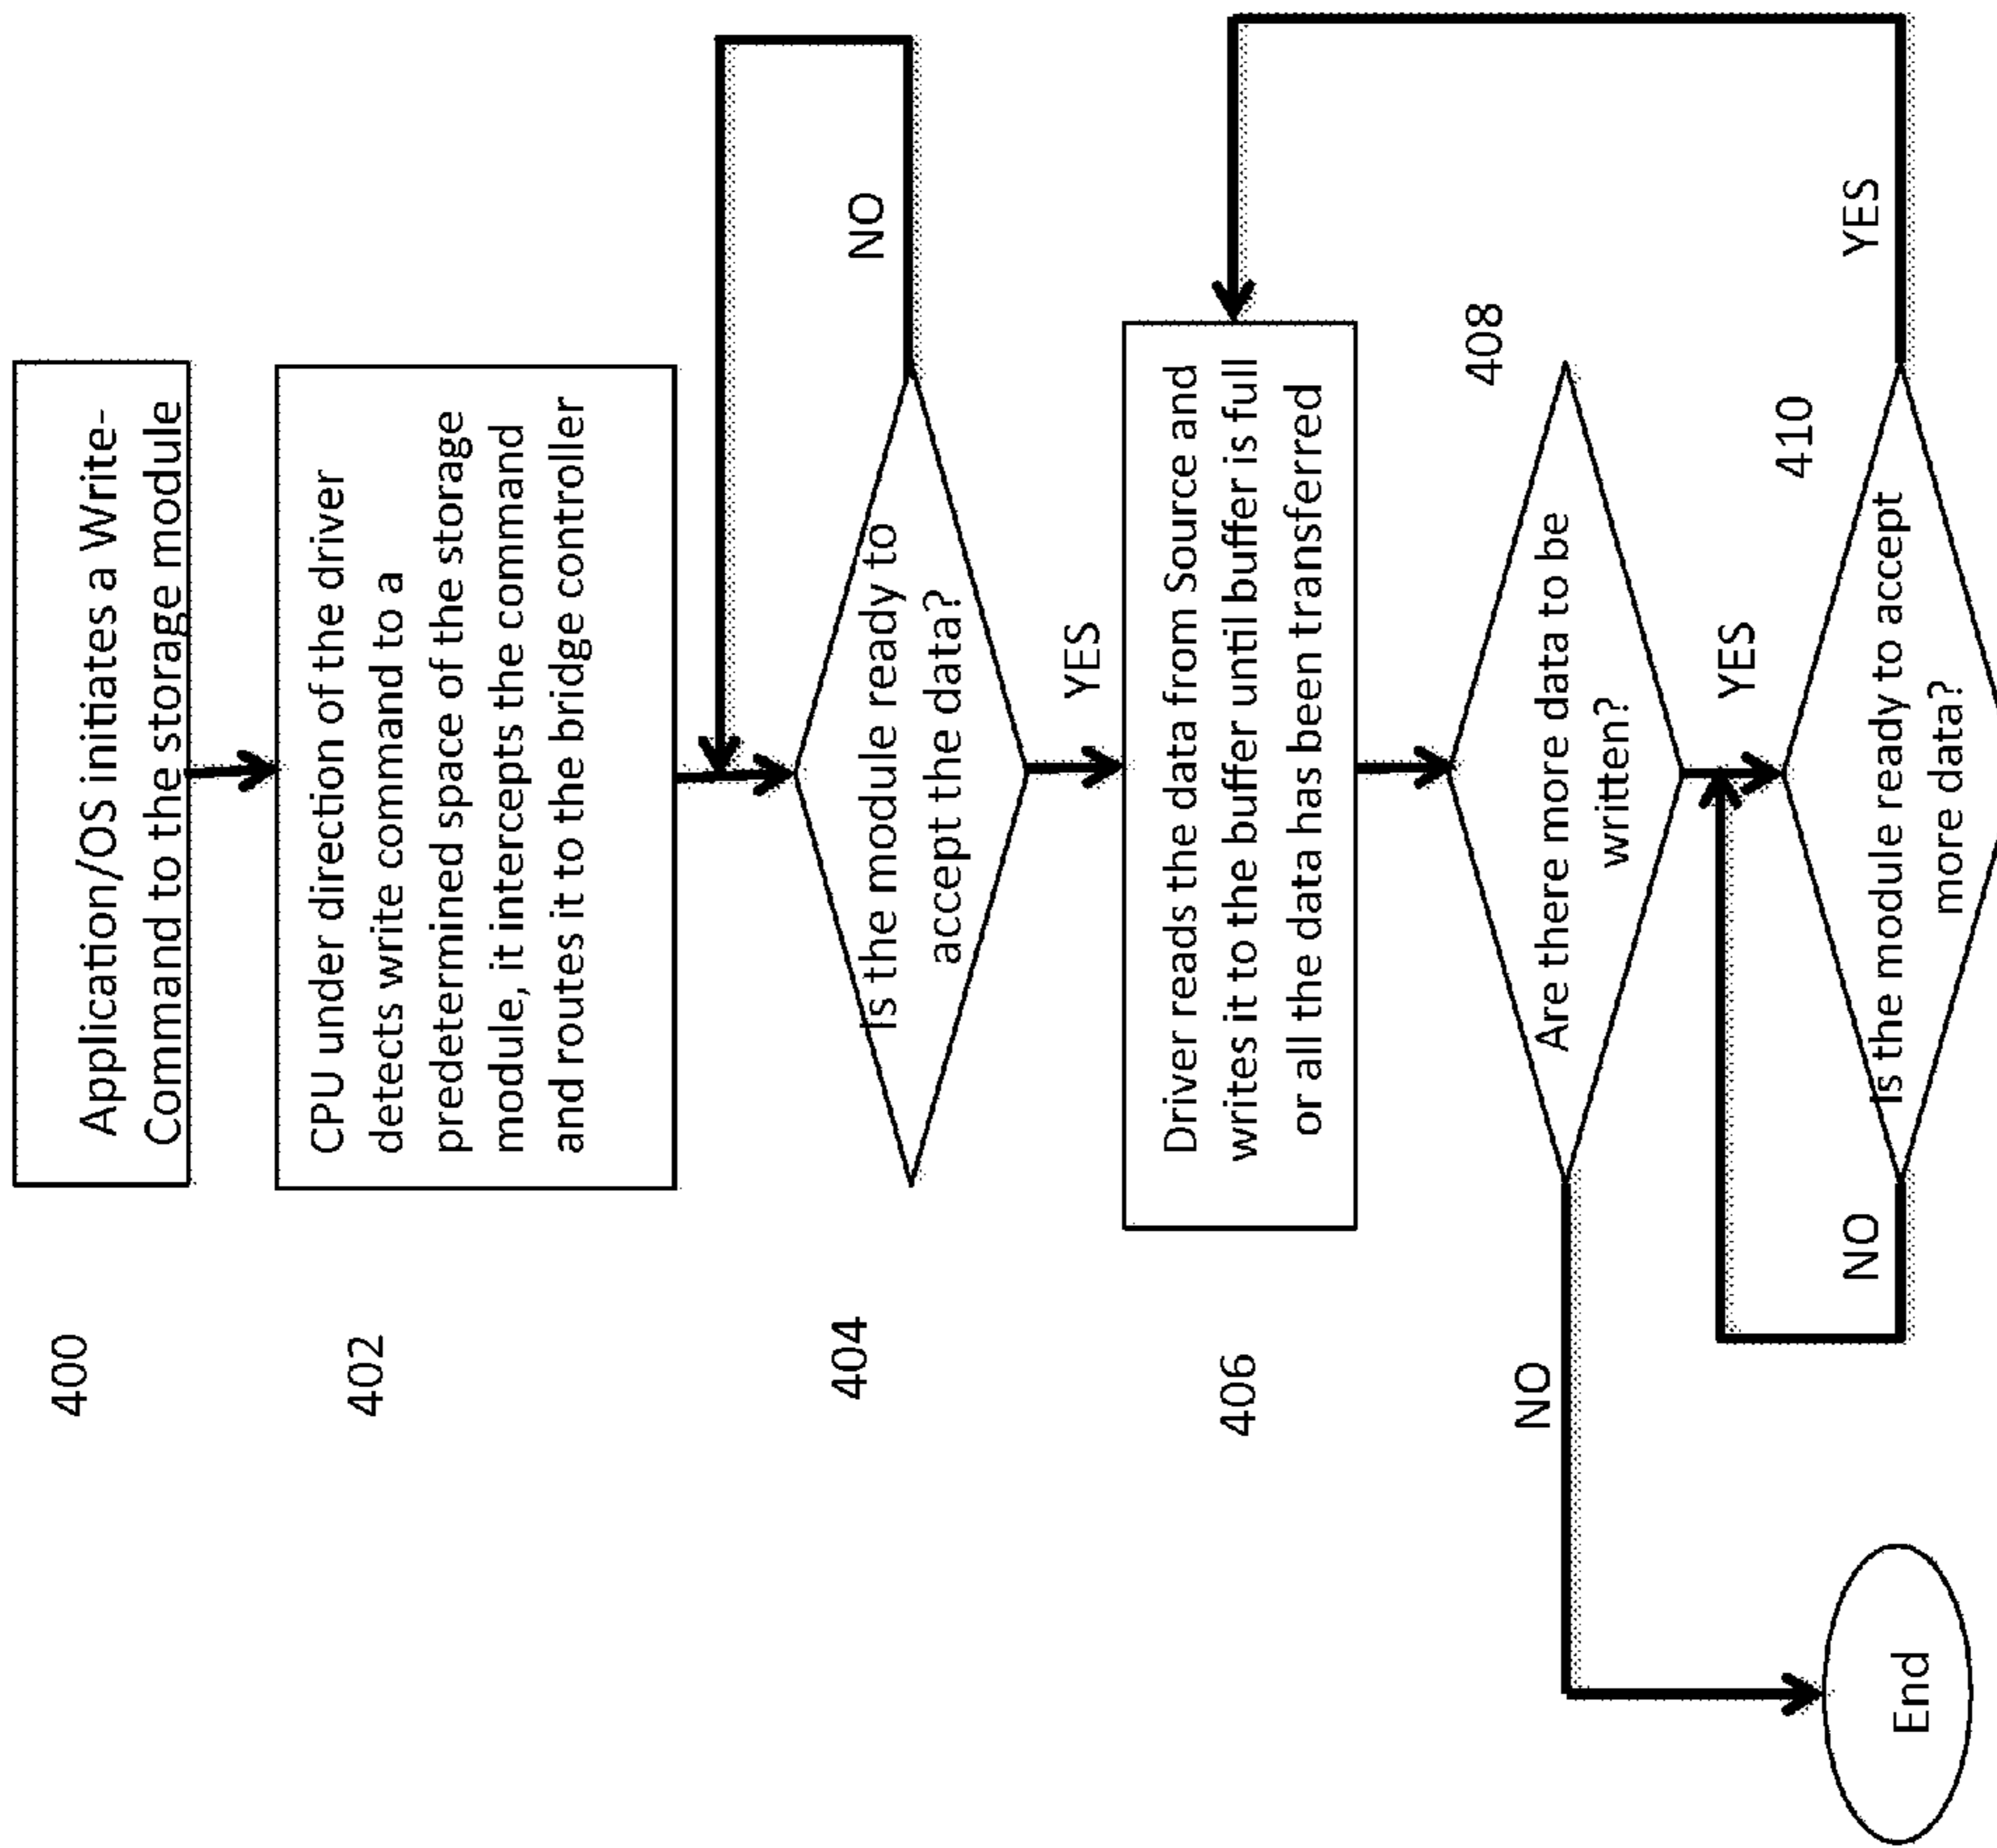 400
Application/OS initiates a Write-
Command to the storage module
402
CPU under direction of the driver
detects write command to a
predetermined space of the storage
module, it intercepts the command
and routes it to the bridge controller
404
Is the module ready to
accept the data?
NO
YES
406
Driver reads the data from Source and
writes it to the buffer until buffer is full
or all the data has been transferred
408
Are there more data to be
written?
NO
YES
410
Is the module ready to accept
more data?
NO
YES
End